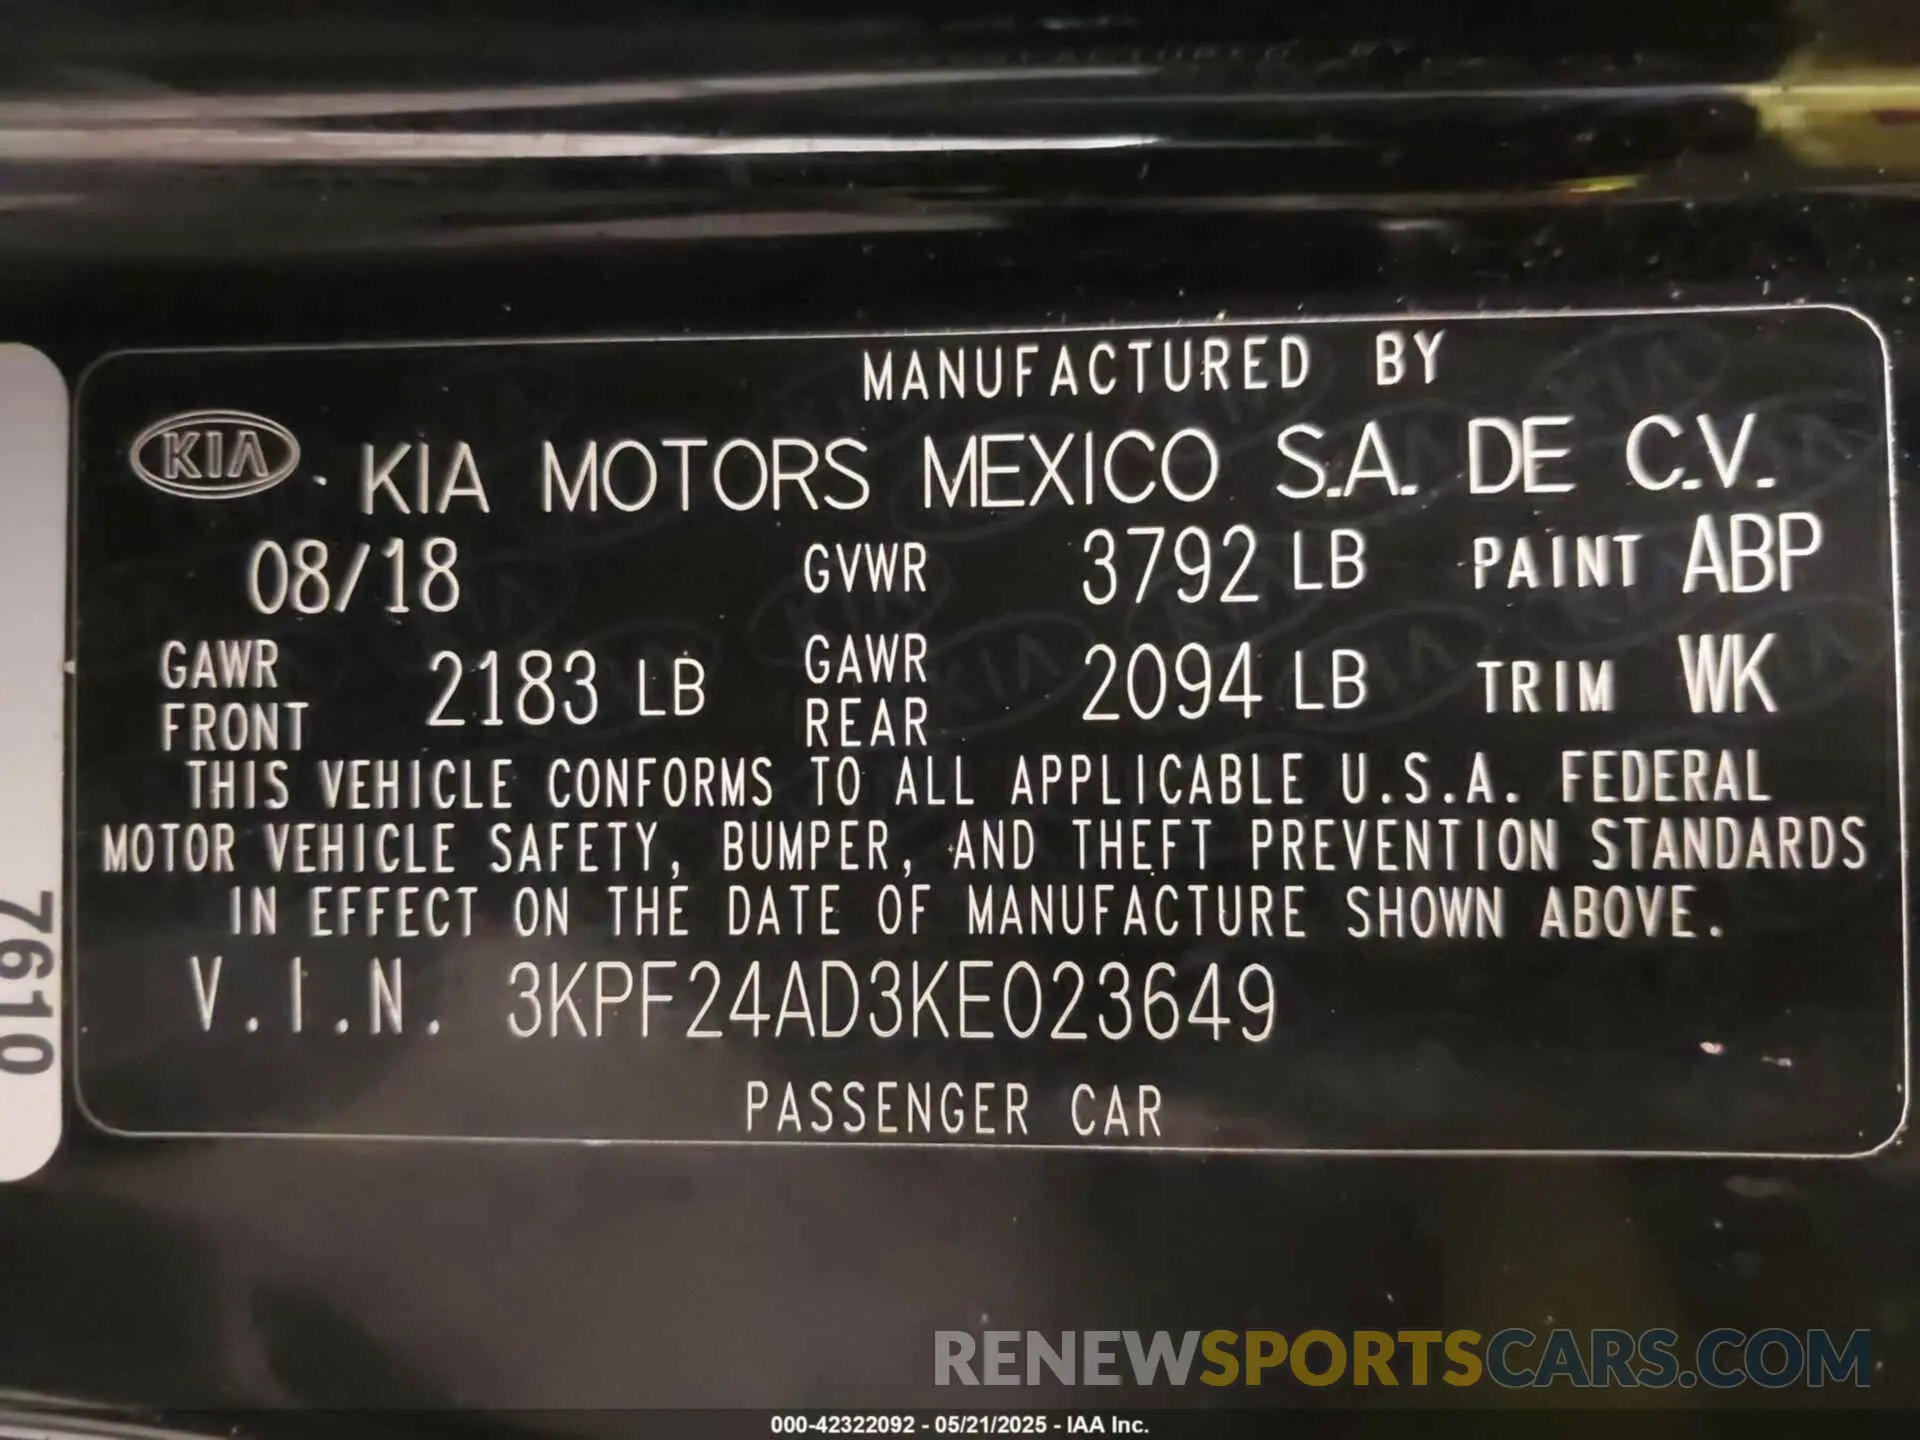 MANUFACTURED BY
KIA KIA MOTORS MEXICO S.A. DE C.V.
08/18 GVWR 3792 LB PAINT ABP
GAWR FRONT 2183 LB GAWR REAR 2094 LB TRIM WK
THIS VEHICLE CONFORMS TO ALL APPLICABLE U.S.A. FEDERAL
MOTOR VEHICLE SAFETY, BUMPER, AND THEFT PREVENTION STANDARDS
IN EFFECT ON THE DATE OF MANUFACTURE SHOWN ABOVE.
V.I.N. 3KPF24AD3KE023649
PASSENGER CAR
7610
RENEWSPORTSCARS.COM
000-42322092 - 05/21/2025 - IAA Inc.